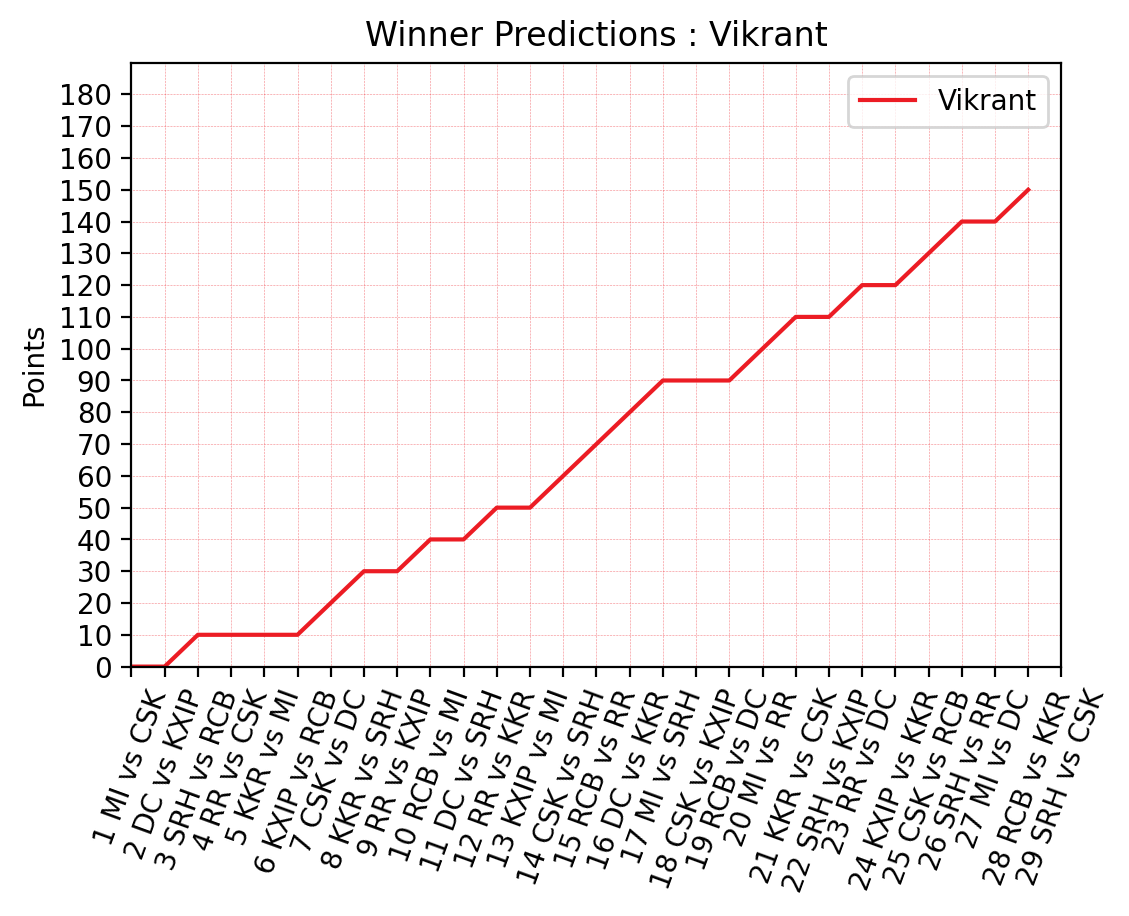 Winner Predictions : Vikrant
Vikrant
Points
180
170
160
150
140
130
120
110
100
90
80
70
60
50
40
30
20
10
0
1 MI vs CSK
2 DC vs KXIP
3 SRH vs RCB
4 RR vs CSK
5 KKR vs MI
6 KXIP vs RCB
7 CSK vs DC
8 KKR vs SRH
9 RR vs KXIP
10 RCB vs MI
11 DC vs SRH
12 RR vs KKR
13 KXIP vs MI
14 CSK vs SRH
15 RCB vs RR
16 DC vs KKR
17 MI vs SRH
18 CSK vs KXIP
19 RCB vs DC
20 MI vs RR
21 KKR vs CSK
22 SRH vs KXIP
23 RR vs DC
24 KXIP vs KKR
25 CSK vs RCB
26 SRH vs RR
27 MI vs DC
28 RCB vs KKR
29 SRH vs CSK